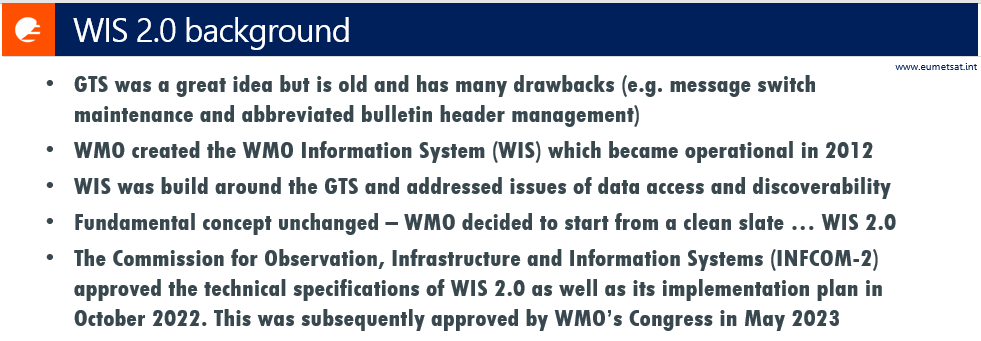 WIS 2.0 background
www.eumetsat.int
• GTS was a great idea but is old and has many drawbacks (e.g. message switch
maintenance and abbreviated bulletin header management)
• WMO created the WMO Information System (WIS) which became operational in 2012
• WIS was build around the GTS and addressed issues of data access and discoverability
• Fundamental concept unchanged – WMO decided to start from a clean slate … WIS 2.0
• The Commission for Observation, Infrastructure and Information Systems (INFCOM-2)
approved the technical specifications of WIS 2.0 as well as its implementation plan in
October 2022. This was subsequently approved by WMO’s Congress in May 2023